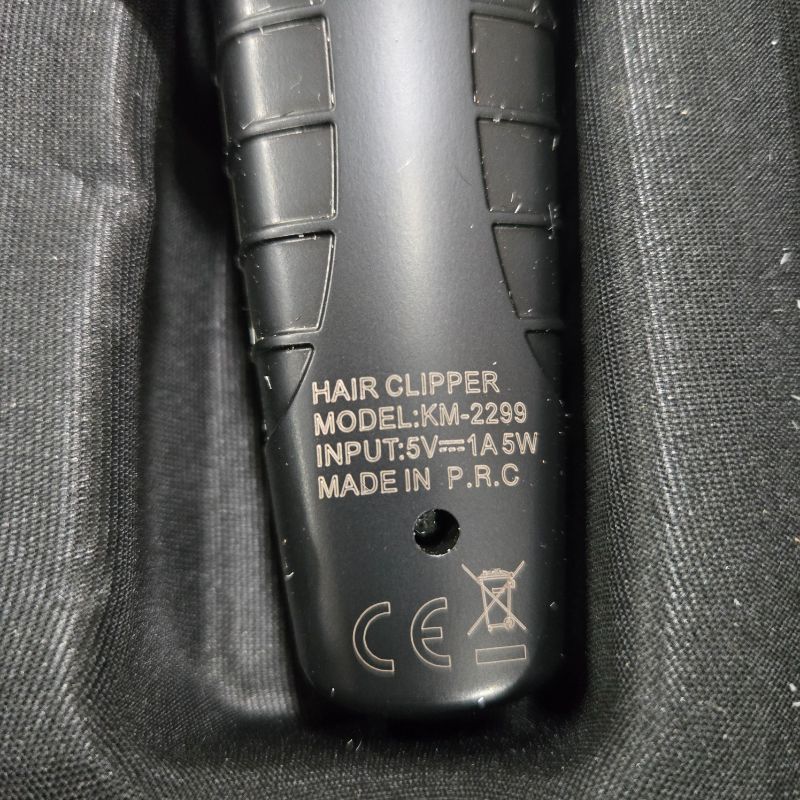 HAIR CLIPPER
MODEL:KM-2299
INPUT:5V⎓1A 5W
MADE IN P.R.C
CE